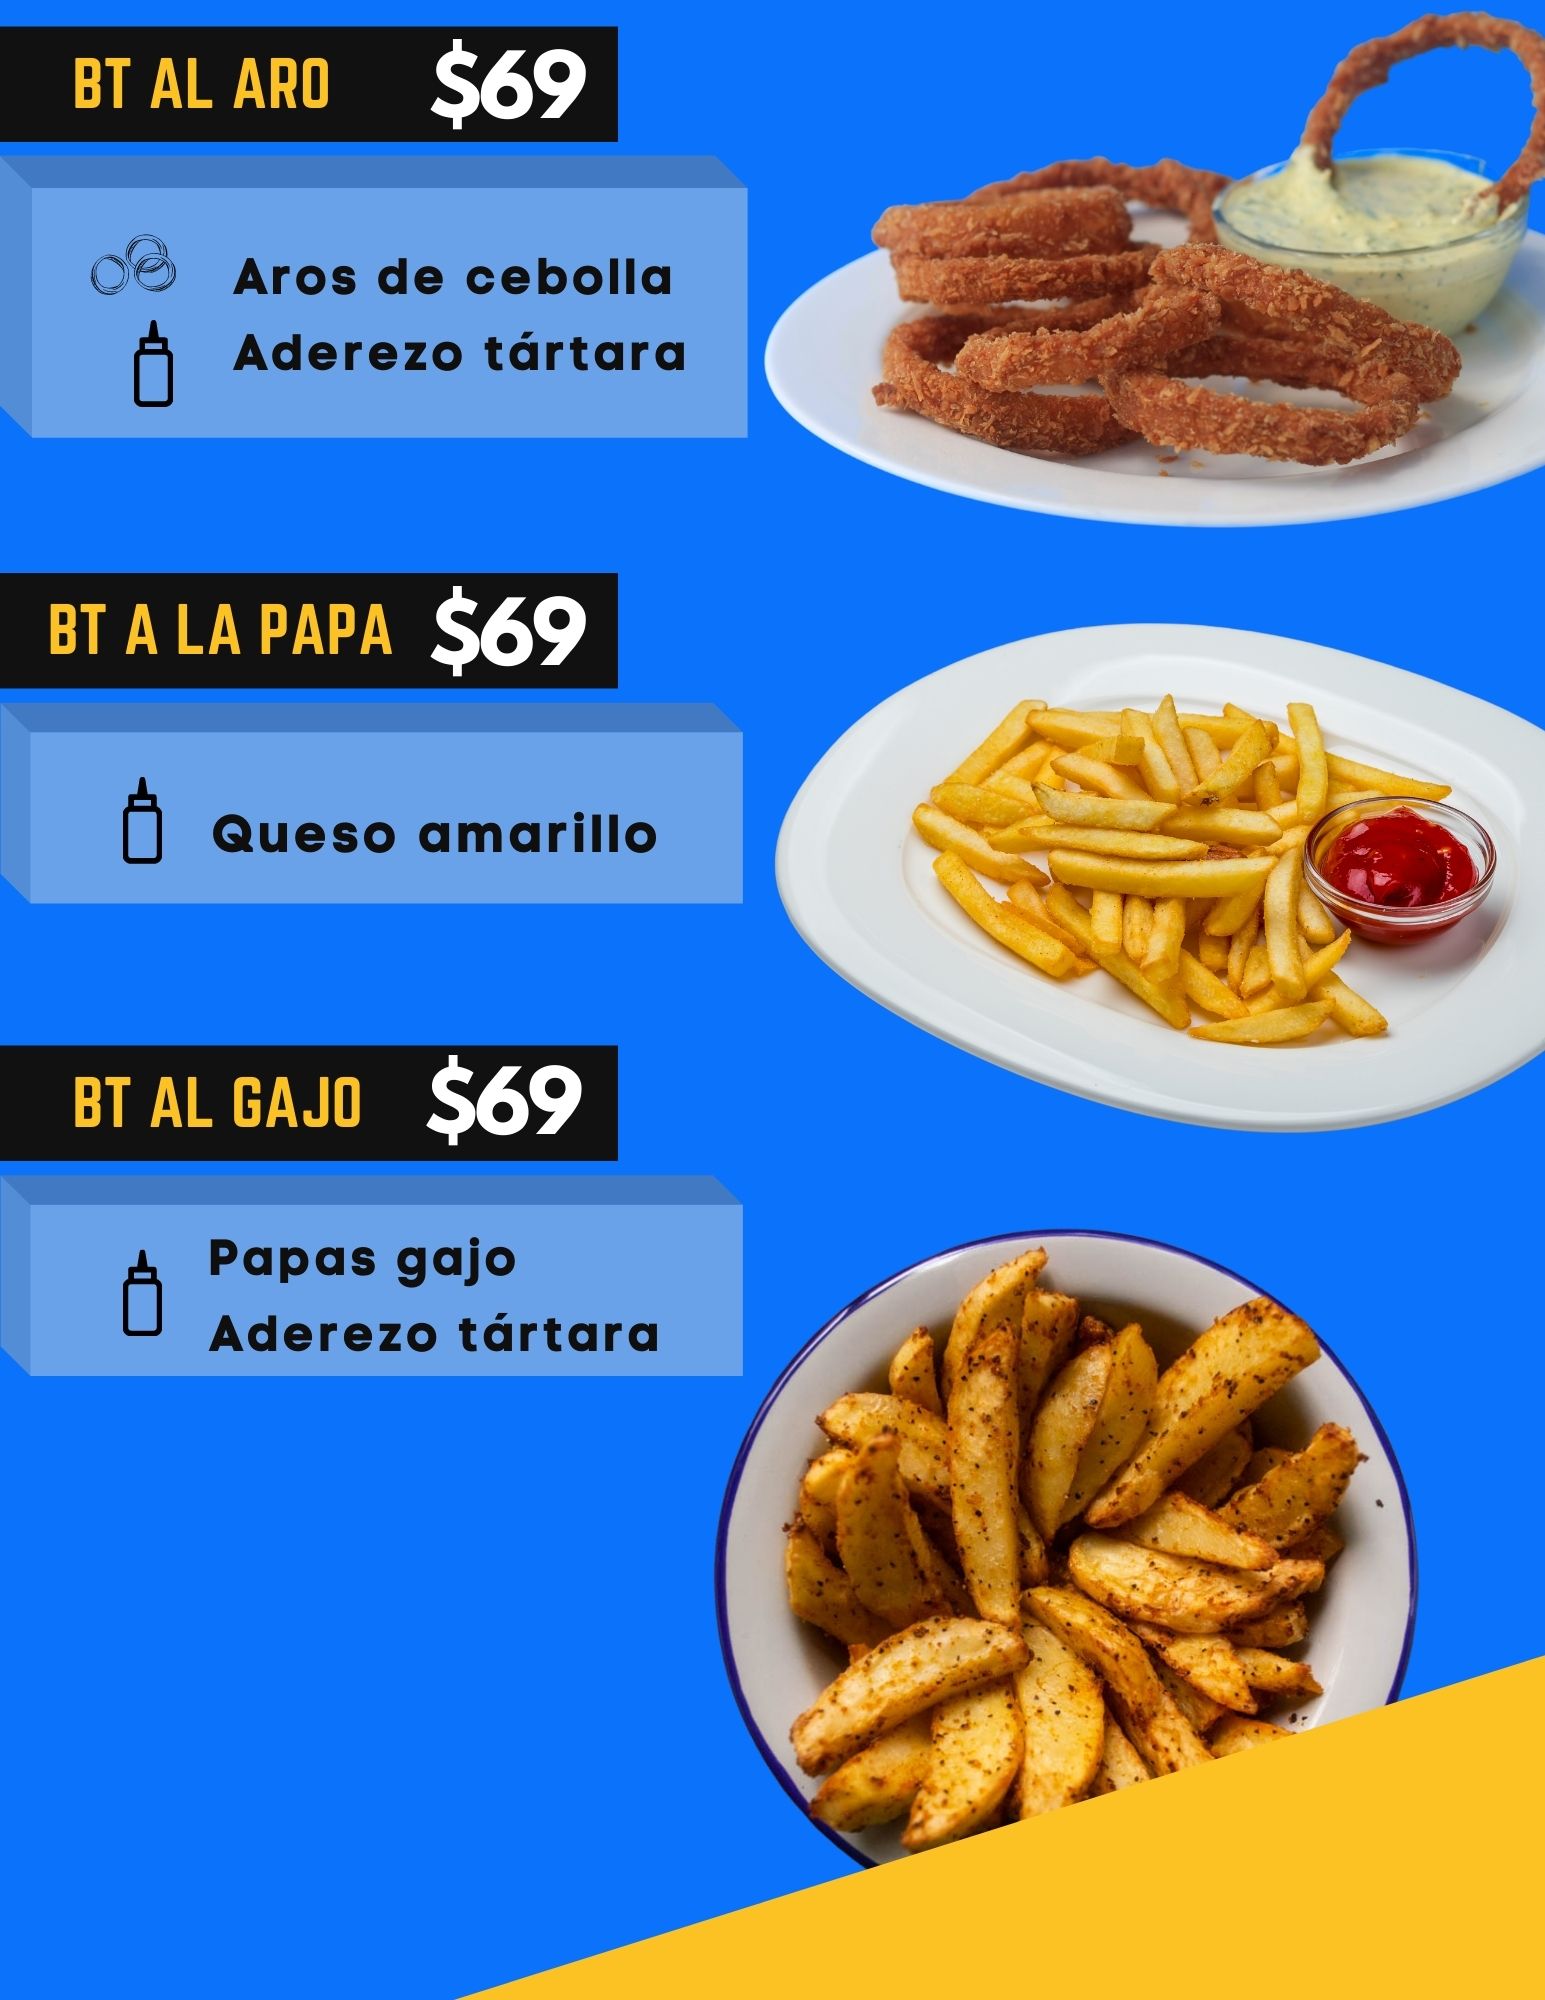 BT AL ARO $69
Aros de cebolla
Aderezo tártara
BT A LA PAPA $69
Queso amarillo
BT AL GAJO $69
Papas gajo
Aderezo tártara